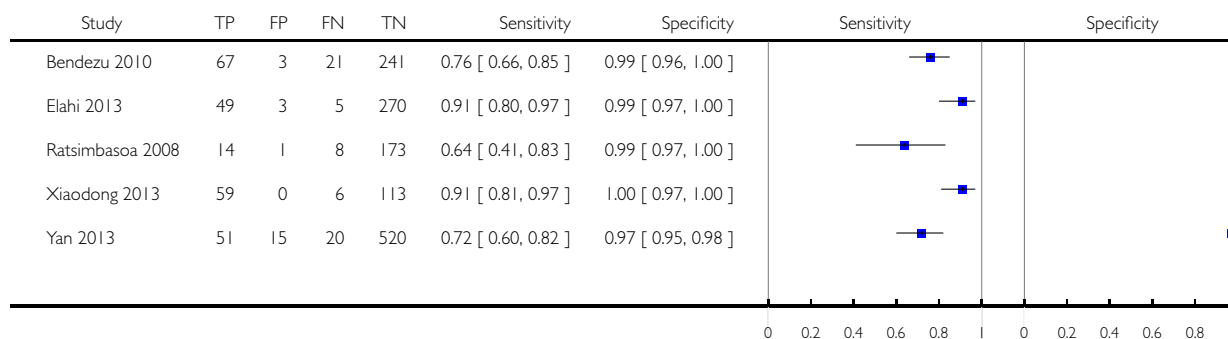 Study TP FP FN TN Sensitivity Specificity Sensitivity Specificity
Bendezu 2010 67 3 21 241 0.76 [ 0.66, 0.85 ] 0.99 [ 0.96, 1.00 ]
Elahi 2013 49 3 5 270 0.91 [ 0.80, 0.97 ] 0.99 [ 0.97, 1.00 ]
Ratsimbasoa 2008 14 1 8 173 0.64 [ 0.41, 0.83 ] 0.99 [ 0.97, 1.00 ]
Xiaodong 2013 59 0 6 113 0.91 [ 0.81, 0.97 ] 1.00 [ 0.97, 1.00 ]
Yan 2013 51 15 20 520 0.72 [ 0.60, 0.82 ] 0.97 [ 0.95, 0.98 ]
0 0.2 0.4 0.6 0.8 1 0 0.2 0.4 0.6 0.8